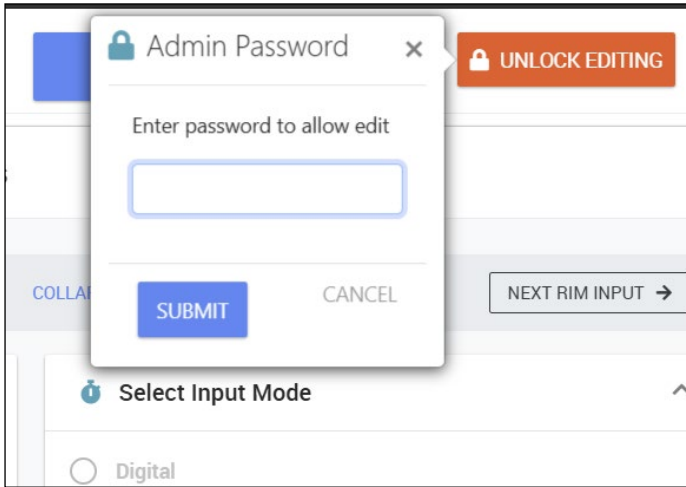 Admin Password
×
UNLOCK EDITING
Enter password to allow edit
SUBMIT
CANCEL
NEXT RIM INPUT →
Select Input Mode
Digital